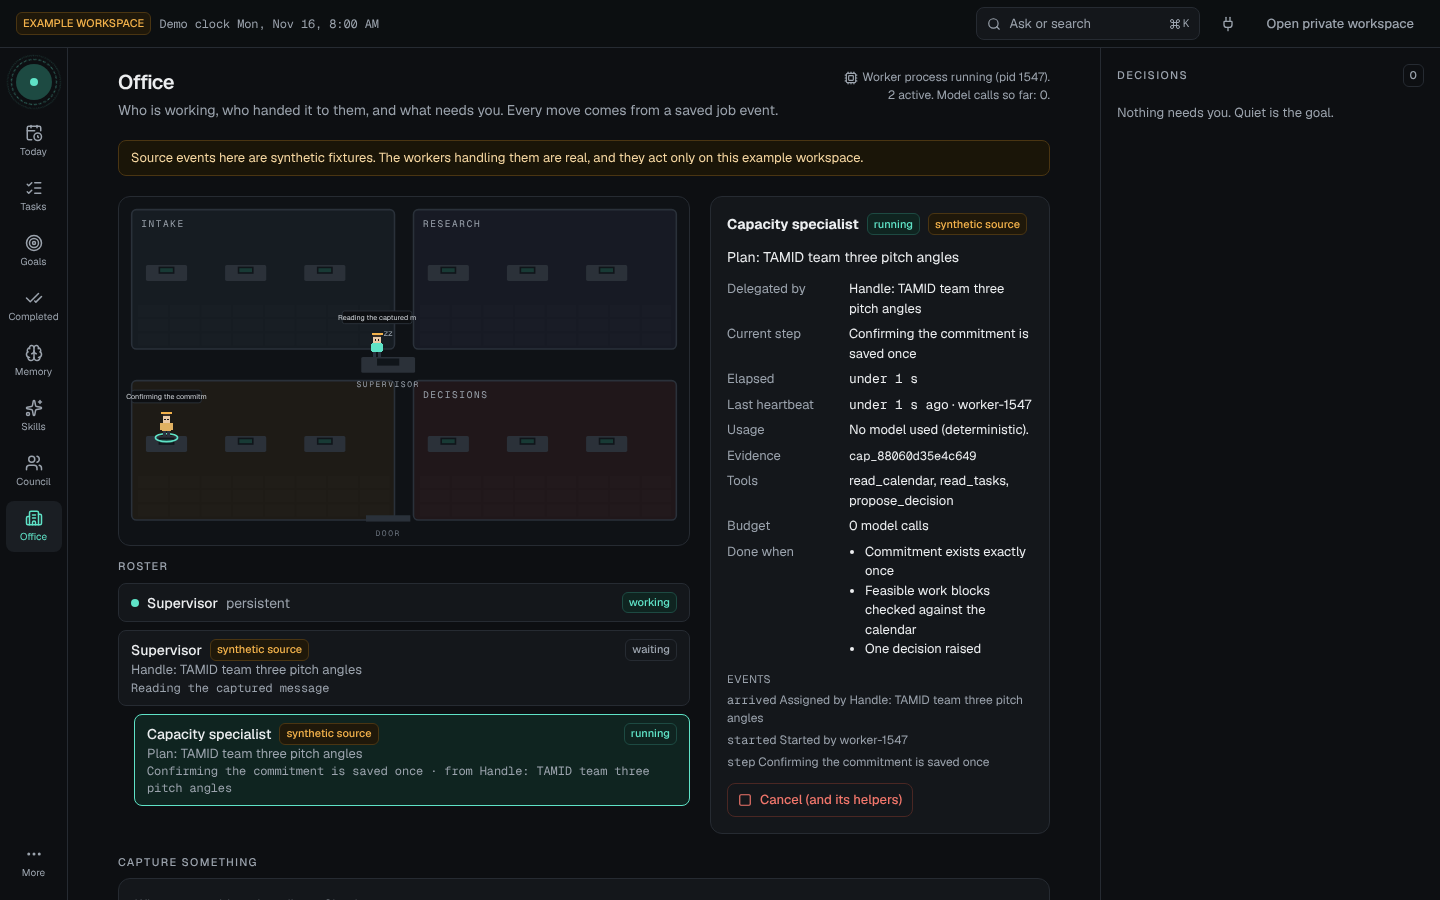 EXAMPLE WORKSPACE Demo clock Mon, Nov 16, 8:00 AM
Ask or search ⌘K
Open private workspace
Today
Tasks
Goals
Completed
Memory
Skills
Council
Office
More
Office
Who is working, who handed it to them, and what needs you. Every move comes from a saved job event.
Worker process running (pid 1547).
2 active. Model calls so far: 0.
Source events here are synthetic fixtures. The workers handling them are real, and they act only on this example workspace.
INTAKE
RESEARCH
Reading the captured m
zz
SUPERVISOR
DECISIONS
Confirming the commitm
DOOR
ROSTER
Supervisor persistent working
Supervisor synthetic source waiting
Handle: TAMID team three pitch angles
Reading the captured message
Capacity specialist synthetic source running
Plan: TAMID team three pitch angles
Confirming the commitment is saved once · from Handle: TAMID team three
pitch angles
Capacity specialist running synthetic source
Plan: TAMID team three pitch angles
Delegated by Handle: TAMID team three
pitch angles
Current step Confirming the commitment is
saved once
Elapsed under 1 s
Last heartbeat under 1 s ago · worker-1547
Usage No model used (deterministic).
Evidence cap_88060d35e4c649
Tools read_calendar, read_tasks,
propose_decision
Budget 0 model calls
Done when • Commitment exists exactly
once
• Feasible work blocks
checked against the
calendar
• One decision raised
EVENTS
arrived Assigned by Handle: TAMID team three pitch
angles
started Started by worker-1547
step Confirming the commitment is saved once
Cancel (and its helpers)
CAPTURE SOMETHING
DECISIONS 0
Nothing needs you. Quiet is the goal.